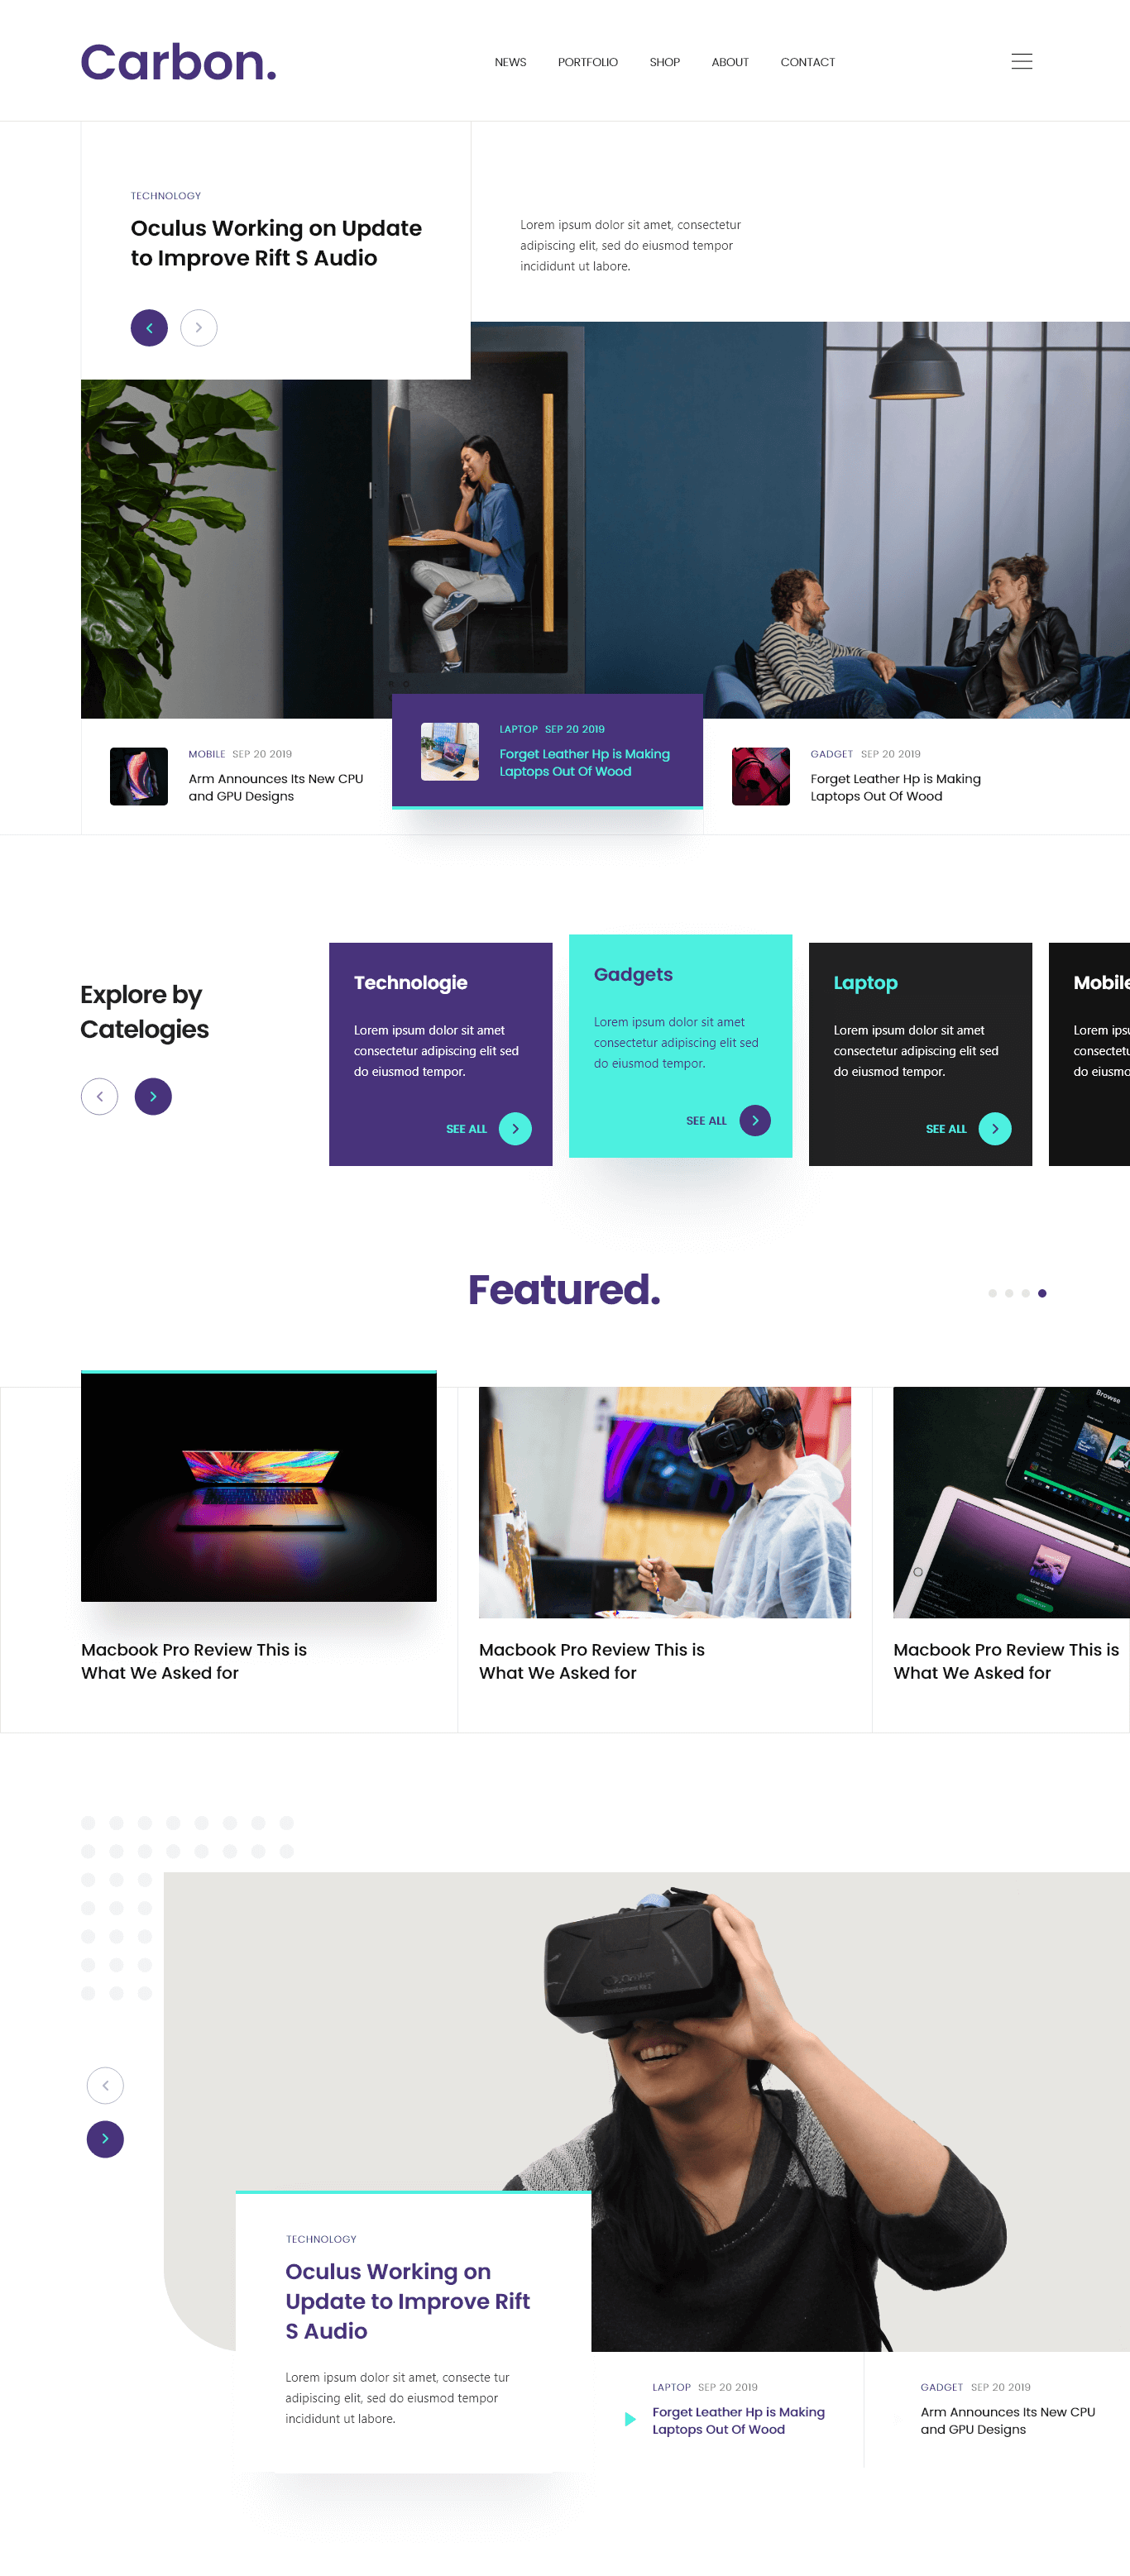 Carbon.
NEWS
PORTFOLIO
SHOP
ABOUT
CONTACT
TECHNOLOGY
Oculus Working on Update
to Improve Rift S Audio
Lorem ipsum dolor sit amet, consectetur
adipiscing elit, sed do eiusmod tempor
incididunt ut labore.
MOBILE SEP 20 2019
Arm Announces Its New CPU
and GPU Designs
LAPTOP SEP 20 2019
Forget Leather Hp is Making
Laptops Out Of Wood
GADGET SEP 20 2019
Forget Leather Hp is Making
Laptops Out Of Wood
Explore by
Catelogies
Technologie
Lorem ipsum dolor sit amet
consectetur adipiscing elit sed
do eiusmod tempor.
SEE ALL
Gadgets
Lorem ipsum dolor sit amet
consectetur adipiscing elit sed
do eiusmod tempor.
SEE ALL
Laptop
Lorem ipsum dolor sit amet
consectetur adipiscing elit sed
do eiusmod tempor.
SEE ALL
Mobile
Lorem ipsu
consectetu
do eiusmo
Featured.
Browse
Macbook Pro Review This is
What We Asked for
Macbook Pro Review This is
What We Asked for
Macbook Pro Review This is
What We Asked for
Development Kit 2
TECHNOLOGY
Oculus Working on
Update to Improve Rift
S Audio
Lorem ipsum dolor sit amet, consecte tur
adipiscing elit, sed do eiusmod tempor
incididunt ut labore.
LAPTOP SEP 20 2019
Forget Leather Hp is Making
Laptops Out Of Wood
GADGET SEP 20 2019
Arm Announces Its New CPU
and GPU Designs